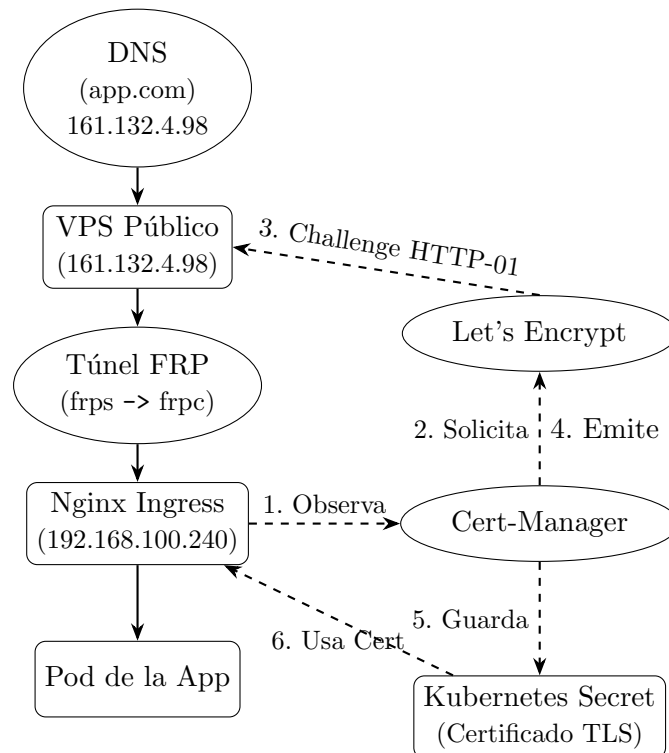 DNS
(app.com)
161.132.4.98
VPS Público
(161.132.4.98)
3. Challenge HTTP-01
Let's Encrypt
Túnel FRP
(frps -> frpc)
2. Solicita
4. Emite
Nginx Ingress
(192.168.100.240)
1. Observa
Cert-Manager
5. Guarda
6. Usa Cert
Pod de la App
Kubernetes Secret
(Certificado TLS)